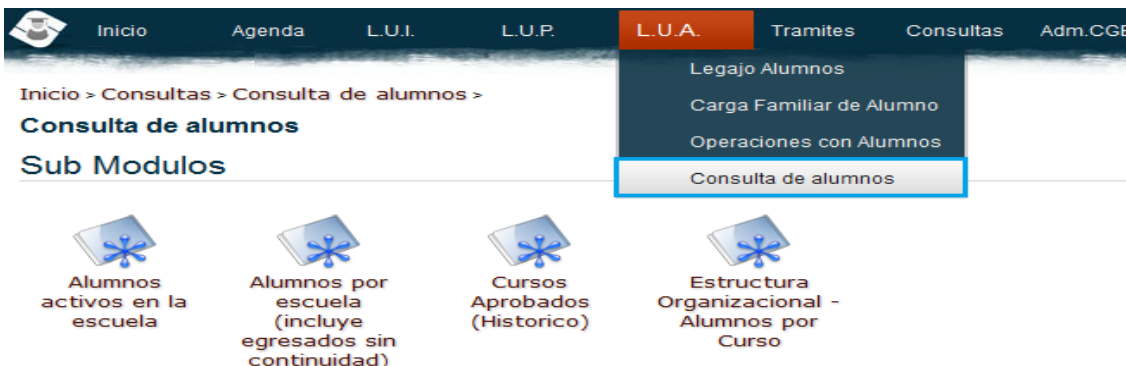 Inicio Agenda L.U.I. L.U.P. L.U.A. Tramites Consultas Adm.CGE
Legajo Alumnos
Carga Familiar de Alumno
Operaciones con Alumnos
Consulta de alumnos
Inicio > Consultas > Consulta de alumnos >
Consulta de alumnos
Sub Modulos
Alumnos
activos en la
escuela
Alumnos por
escuela
(incluye
egresados sin
continuidad)
Cursos
Aprobados
(Historico)
Estructura
Organizacional -
Alumnos por
Curso